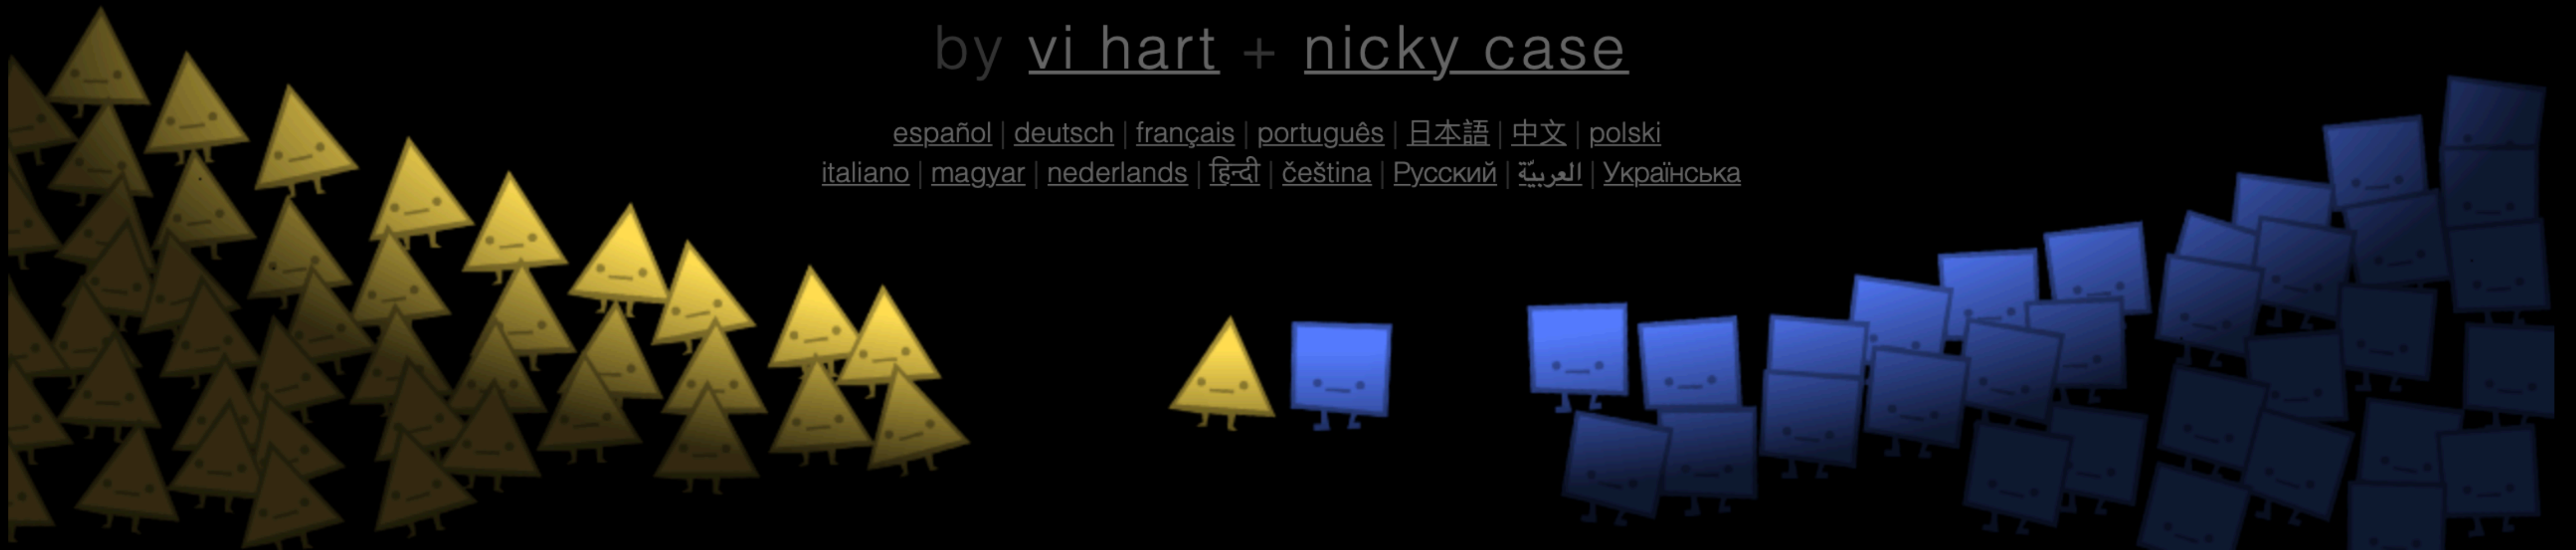 by vi hart + nicky case
español | deutsch | français | português | 日本語 | 中文 | polski
italiano | magyar | nederlands | हिन्दी | čeština | Русский | العربيّة | Українська